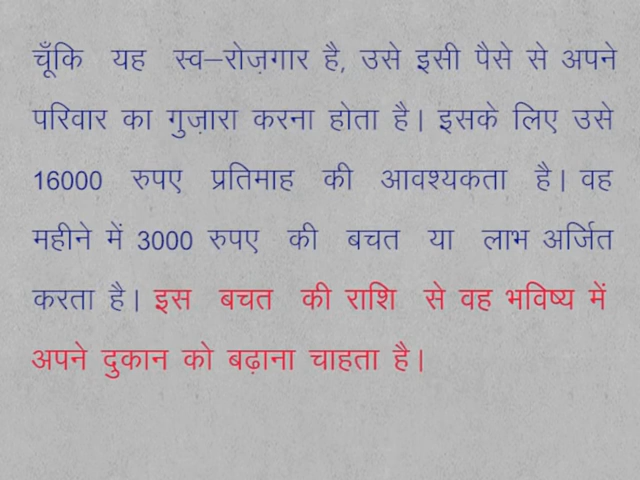 चूँकि यह स्व–रोज़गार है, उसे इसी पैसे से अपने
परिवार का गुज़ारा करना होता है। इसके लिए उसे
16000 रुपए प्रतिमाह की आवश्यकता है। वह
महीने में 3000 रुपए की बचत या लाभ अर्जित
करता है। इस बचत की राशि से वह भविष्य में
अपने दुकान को बढ़ाना चाहता है।